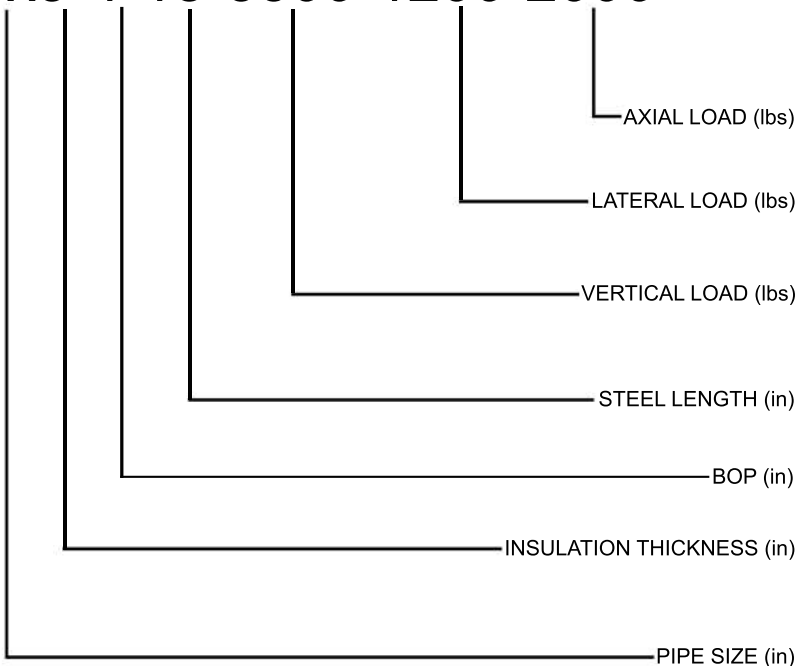 AXIAL LOAD (lbs)
LATERAL LOAD (lbs)
VERTICAL LOAD (lbs)
STEEL LENGTH (in)
BOP (in)
INSULATION THICKNESS (in)
PIPE SIZE (in)